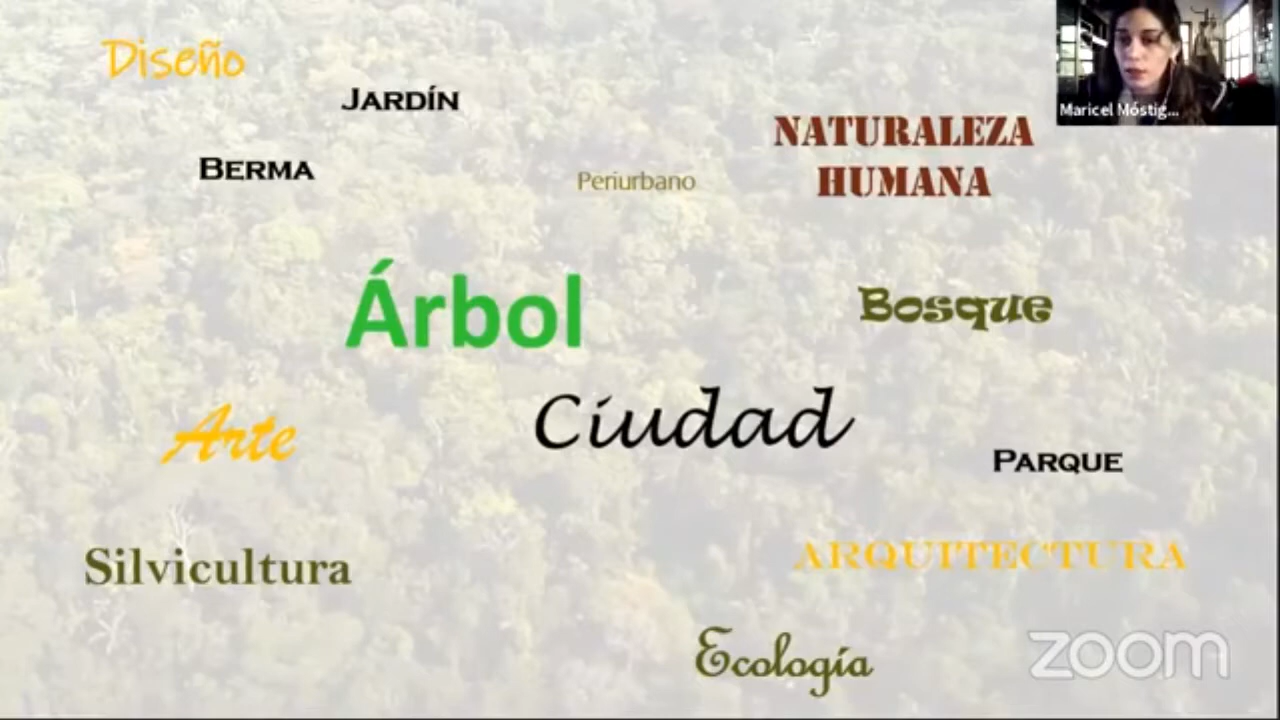 Diseño
JARDÍN
BERMA
Periurbano
NATURALEZA
HUMANA
Maricel Móstig...
Árbol
Bosque
Ciudad
Arte
PARQUE
Silvicultura
ARQUITECTURA
Ecología
zoom